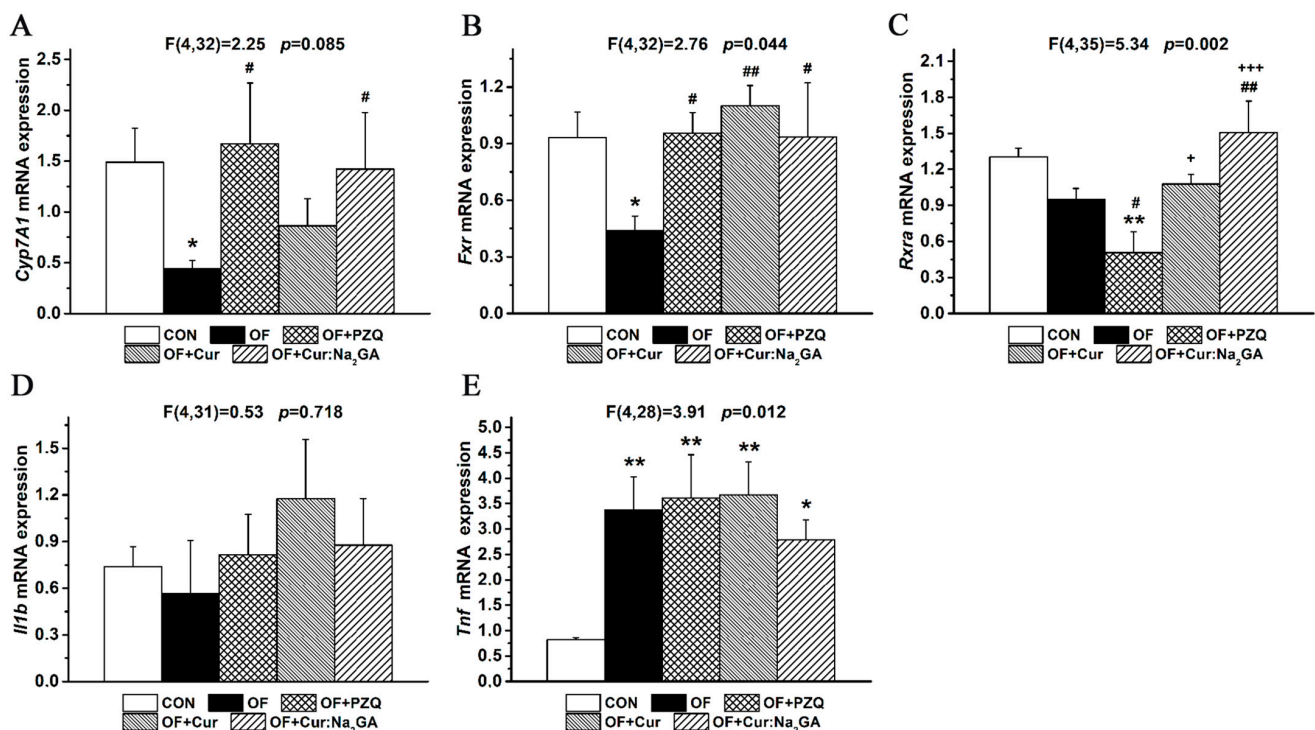 A
F(4,32)=2.25 p=0.085
Cyp7A1 mRNA expression
2.5
2.0
1.5
1.0
0.5
0.0
*
#
#
CON OF OF+PZQ
OF+Cur OF+Cur:Na₂GA
B
F(4,32)=2.76 p=0.044
Fxr mRNA expression
1.2
0.9
0.6
0.3
0.0
*
#
##
#
CON OF OF+PZQ
OF+Cur OF+Cur:Na₂GA
C
F(4,35)=5.34 p=0.002
Rxra mRNA expression
2.1
1.8
1.5
1.2
0.9
0.6
0.3
0.0
#
**
+
+++
##
CON OF OF+PZQ
OF+Cur OF+Cur:Na₂GA
D
F(4,31)=0.53 p=0.718
Il1b mRNA expression
1.5
1.2
0.9
0.6
0.3
0.0
CON OF OF+PZQ
OF+Cur OF+Cur:Na₂GA
E
F(4,28)=3.91 p=0.012
Tnf mRNA expression
5.0
4.5
4.0
3.5
3.0
2.5
2.0
1.5
1.0
0.5
0.0
**
**
**
*
CON OF OF+PZQ
OF+Cur OF+Cur:Na₂GA